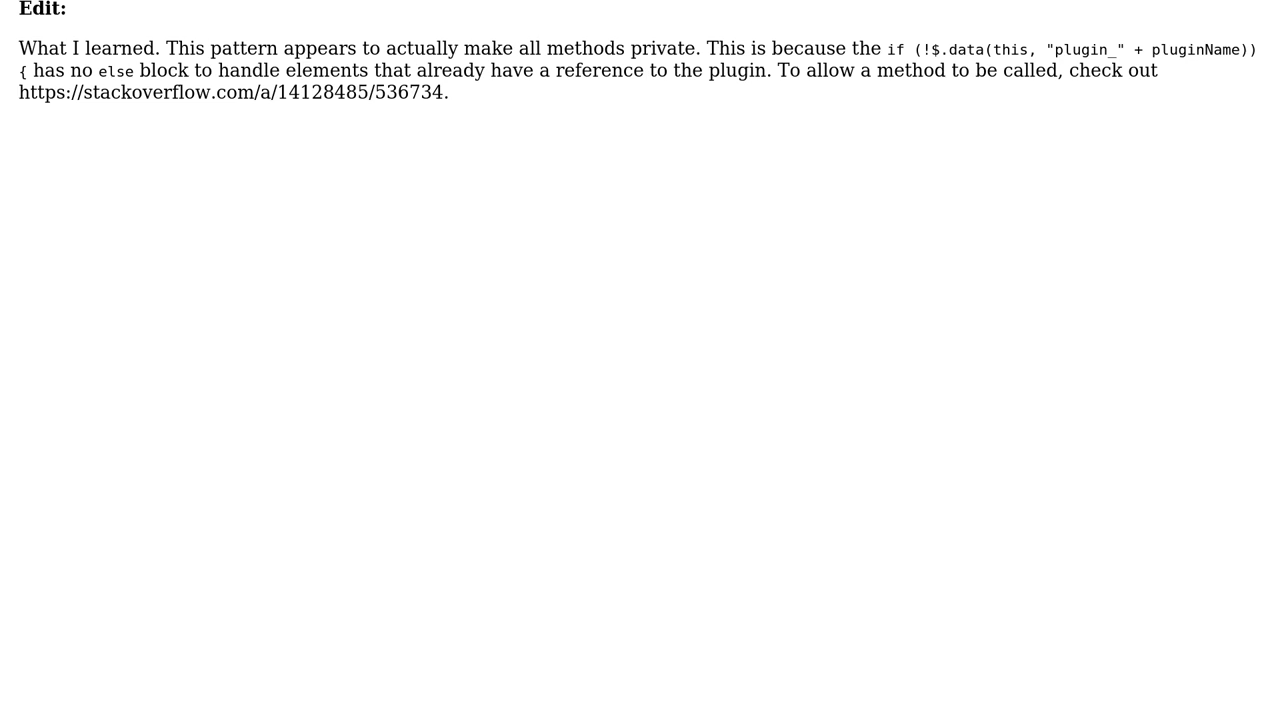 Edit:
What I learned. This pattern appears to actually make all methods private. This is because the if (!$.data(this, "plugin_" + pluginName))
{ has no else block to handle elements that already have a reference to the plugin. To allow a method to be called, check out
https://stackoverflow.com/a/14128485/536734.